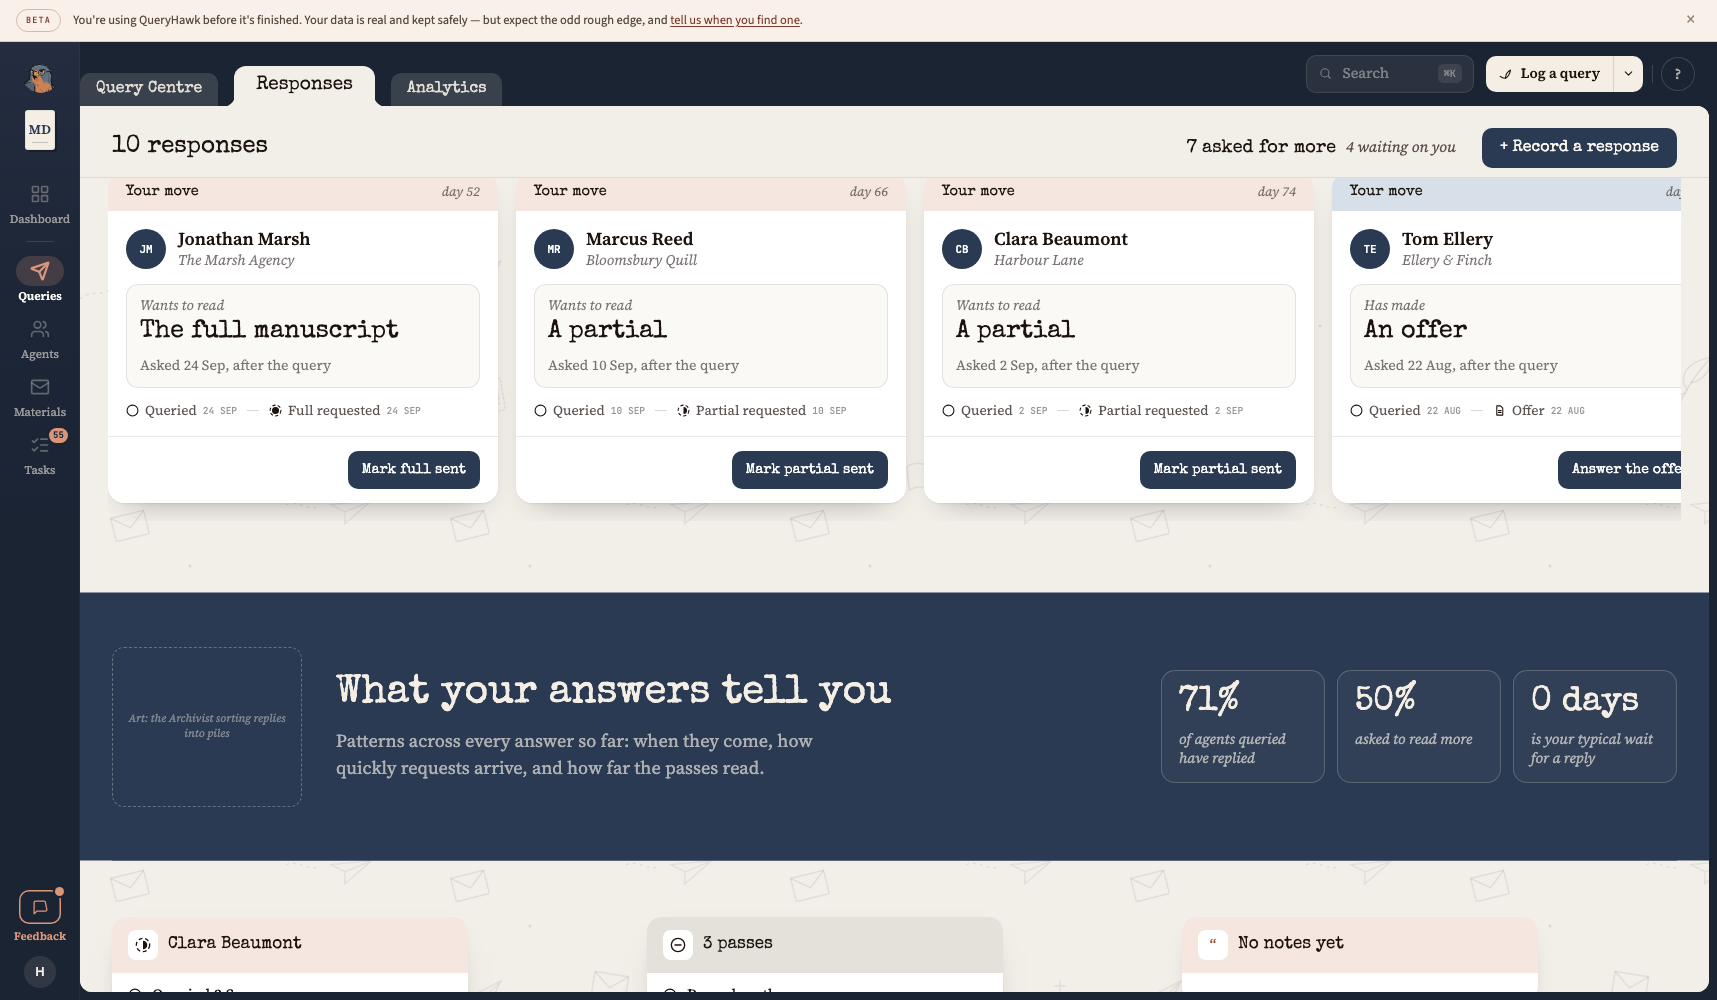 BETA You're using QueryHawk before it's finished. Your data is real and kept safely — but expect the odd rough edge, and tell us when you find one. ×
Query Centre
Responses
Analytics
Search ⌘K
Log a query
?
MD
Dashboard
Queries
Agents
Materials
55
Tasks
Feedback
H
10 responses
7 asked for more 4 waiting on you
+ Record a response
Your move day 52
JM Jonathan Marsh
The Marsh Agency
Wants to read
The full manuscript
Asked 24 Sep, after the query
Queried 24 SEP — Full requested 24 SEP
Mark full sent
Your move day 66
MR Marcus Reed
Bloomsbury Quill
Wants to read
A partial
Asked 10 Sep, after the query
Queried 10 SEP — Partial requested 10 SEP
Mark partial sent
Your move day 74
CB Clara Beaumont
Harbour Lane
Wants to read
A partial
Asked 2 Sep, after the query
Queried 2 SEP — Partial requested 2 SEP
Mark partial sent
Your move
TE Tom Ellery
Ellery & Finch
Has made
An offer
Asked 22 Aug, after the query
Queried 22 AUG — Offer 22 AUG
Answer the offe
Art: the Archivist sorting replies
into piles
What your answers tell you
Patterns across every answer so far: when they come, how
quickly requests arrive, and how far the passes read.
71%
of agents queried
have replied
50%
asked to read more
0 days
is your typical wait
for a reply
Clara Beaumont
3 passes
“ No notes yet